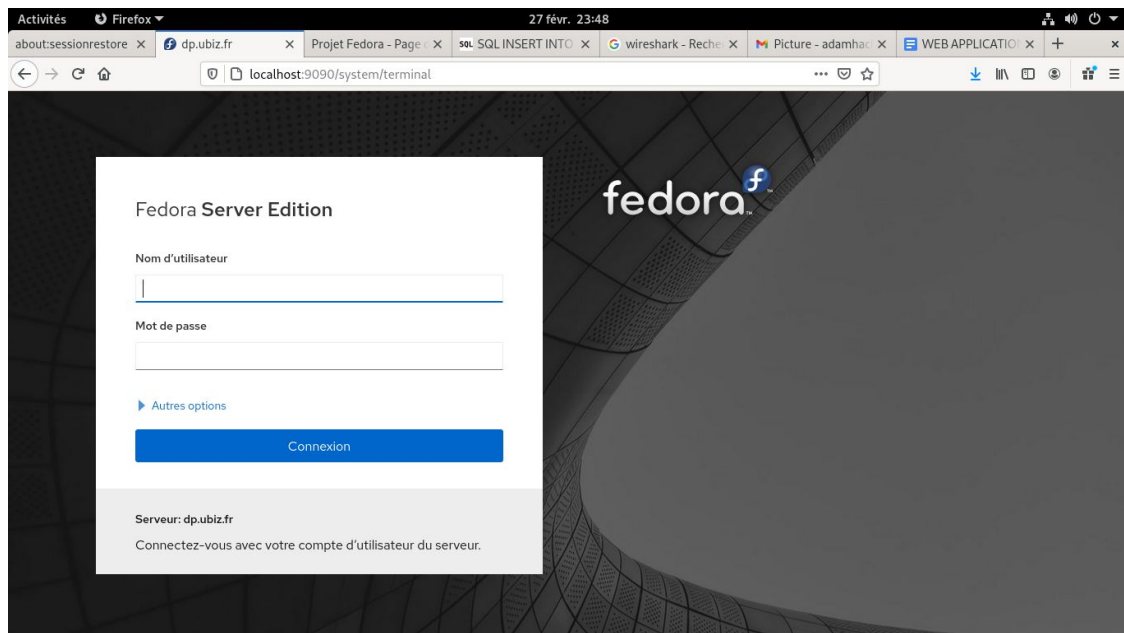 Activités Firefox 27 févr. 23:48
about:sessionrestore dp.ubiz.fr Projet Fedora - Page SQL SQL INSERT INTO wireshark - Reche Picture - adamhac WEB APPLICATIO
localhost:9090/system/terminal
Fedora Server Edition
fedora
Nom d'utilisateur
Mot de passe
Autres options
Connexion
Serveur: dp.ubiz.fr
Connectez-vous avec votre compte d'utilisateur du serveur.